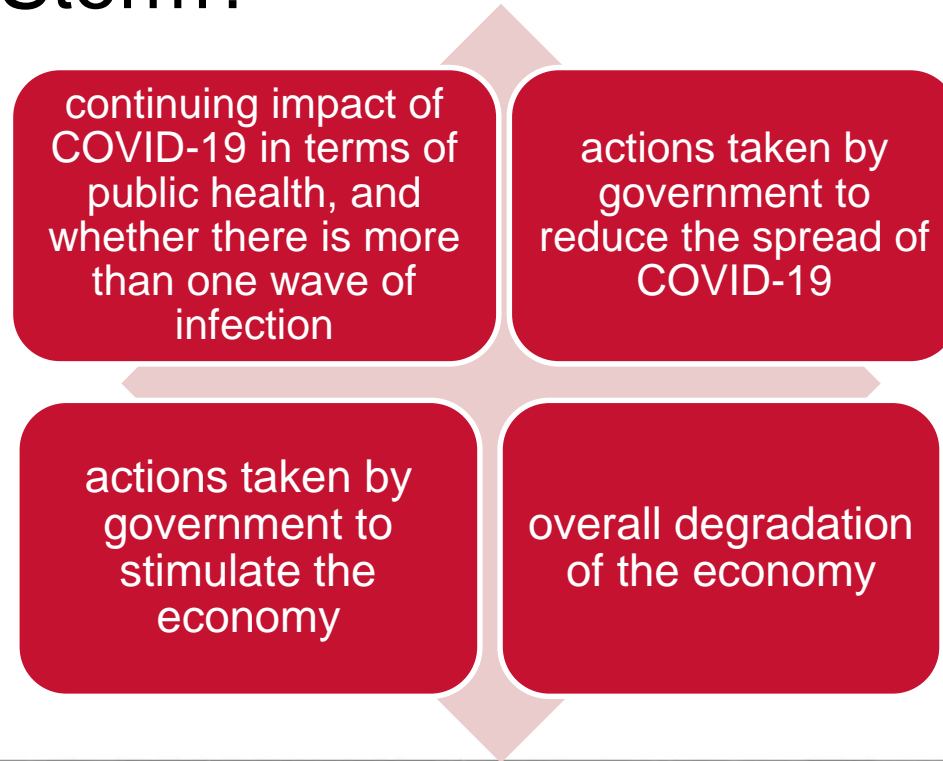 continuing impact of
COVID-19 in terms of
public health, and
whether there is more
than one wave of
infection
actions taken by
government to
reduce the spread of
COVID-19
actions taken by
government to
stimulate the
economy
overall degradation
of the economy